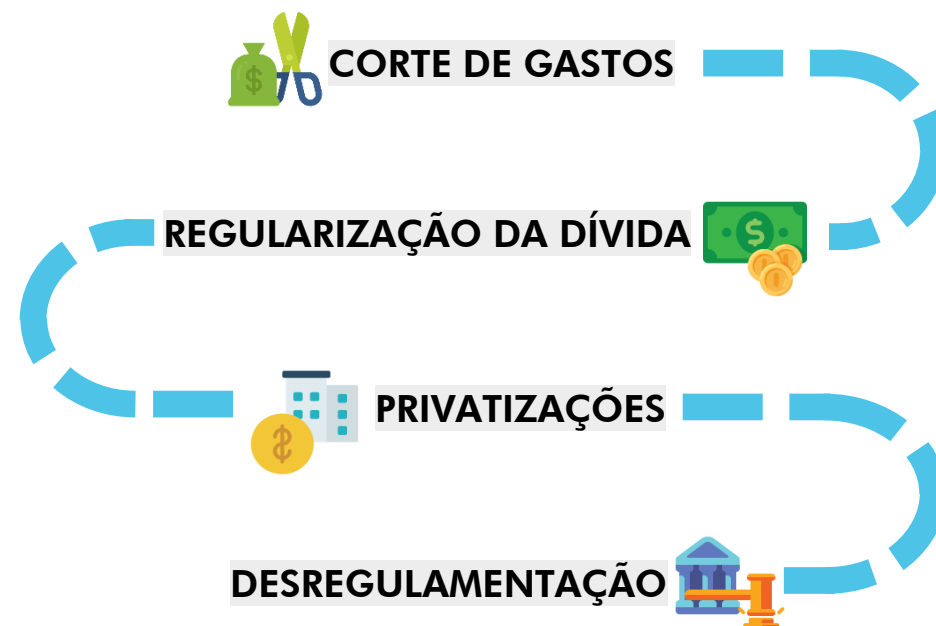 CORTE DE GASTOS
REGULARIZAÇÃO DA DÍVIDA
PRIVATIZAÇÕES
DESREGULAMENTAÇÃO